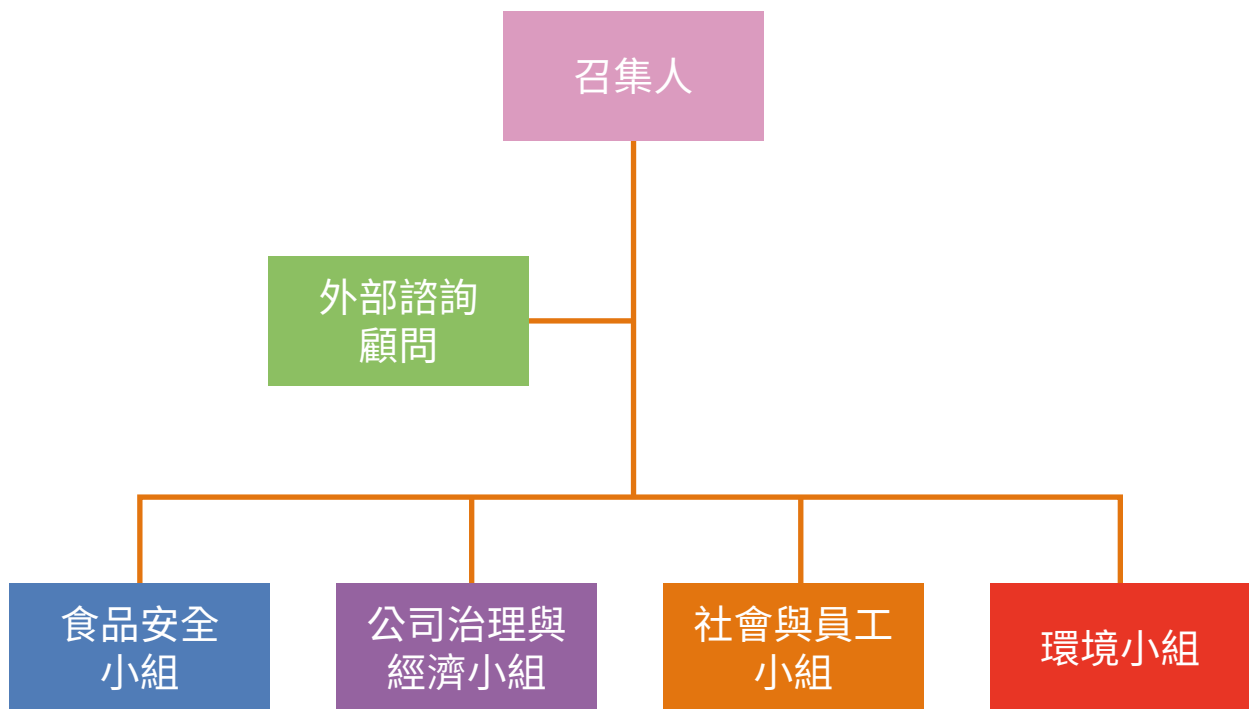 召集人
外部諮詢
顧問
食品安全
小組
公司治理與
經濟小組
社會與員工
小組
環境小組